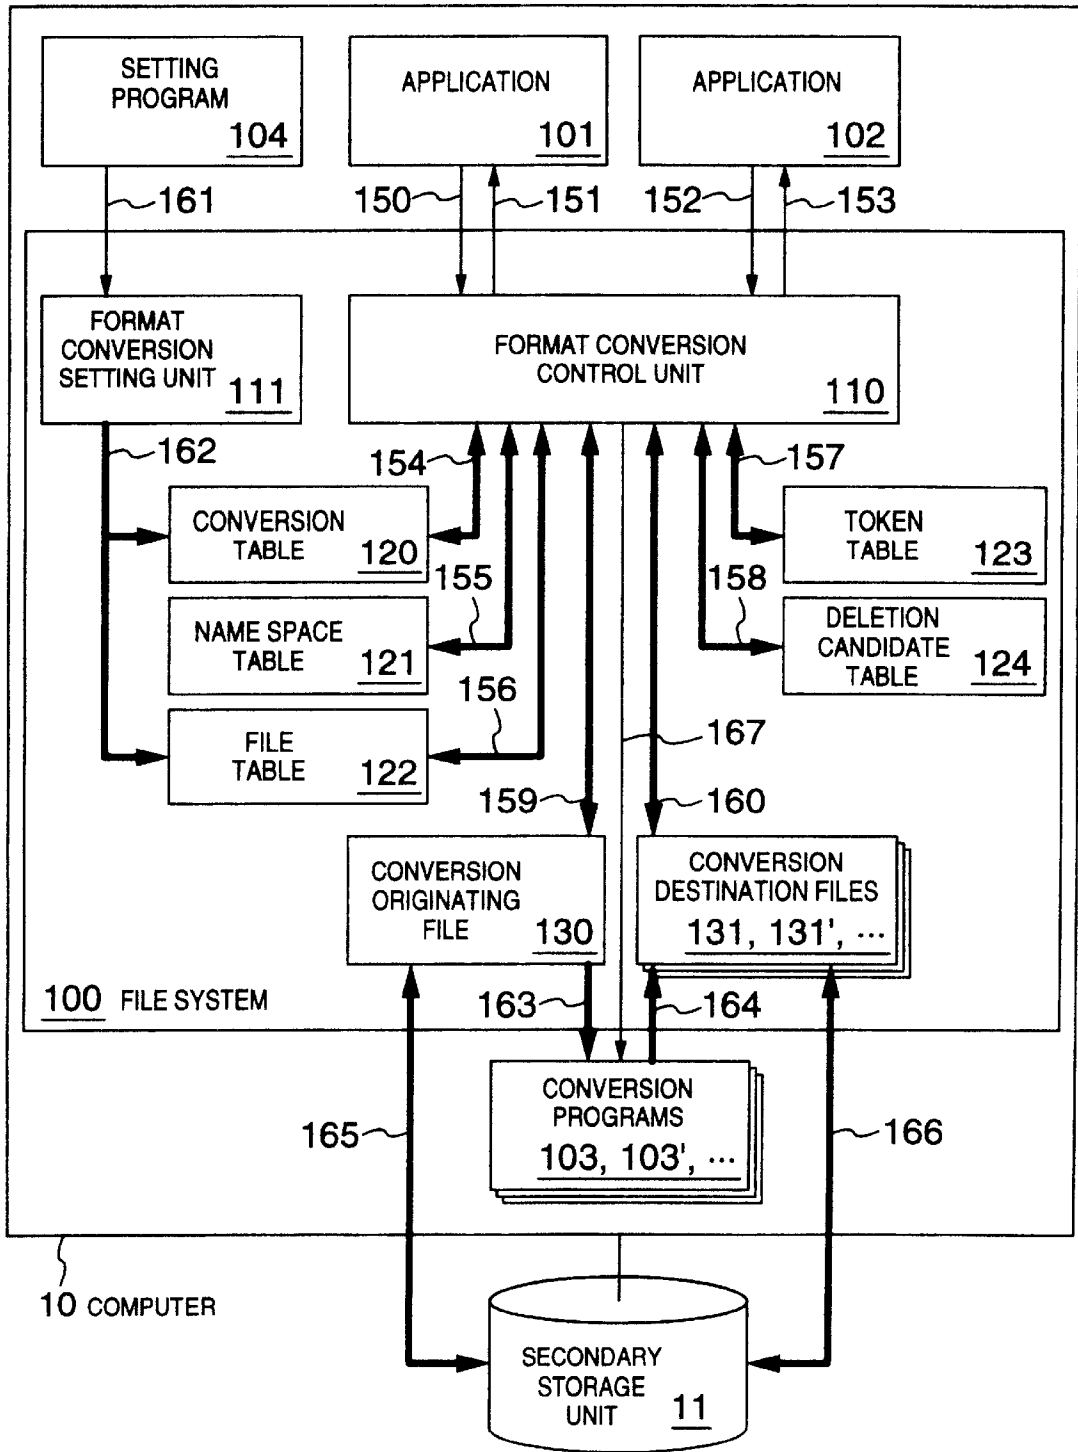 SETTING
PROGRAM
104
APPLICATION
101
APPLICATION
102
161
150
151
152
153
FORMAT
CONVERSION
SETTING UNIT
111
FORMAT CONVERSION
CONTROL UNIT
110
162
154
157
CONVERSION
TABLE
120
TOKEN
TABLE
123
155
158
NAME SPACE
TABLE
121
DELETION
CANDIDATE
TABLE
124
156
FILE
TABLE
122
167
159
160
CONVERSION
ORIGINATING
FILE
130
CONVERSION
DESTINATION FILES
131, 131', ...
100 FILE SYSTEM
163
164
CONVERSION
PROGRAMS
103, 103', ...
165
166
10 COMPUTER
SECONDARY
STORAGE
UNIT
11